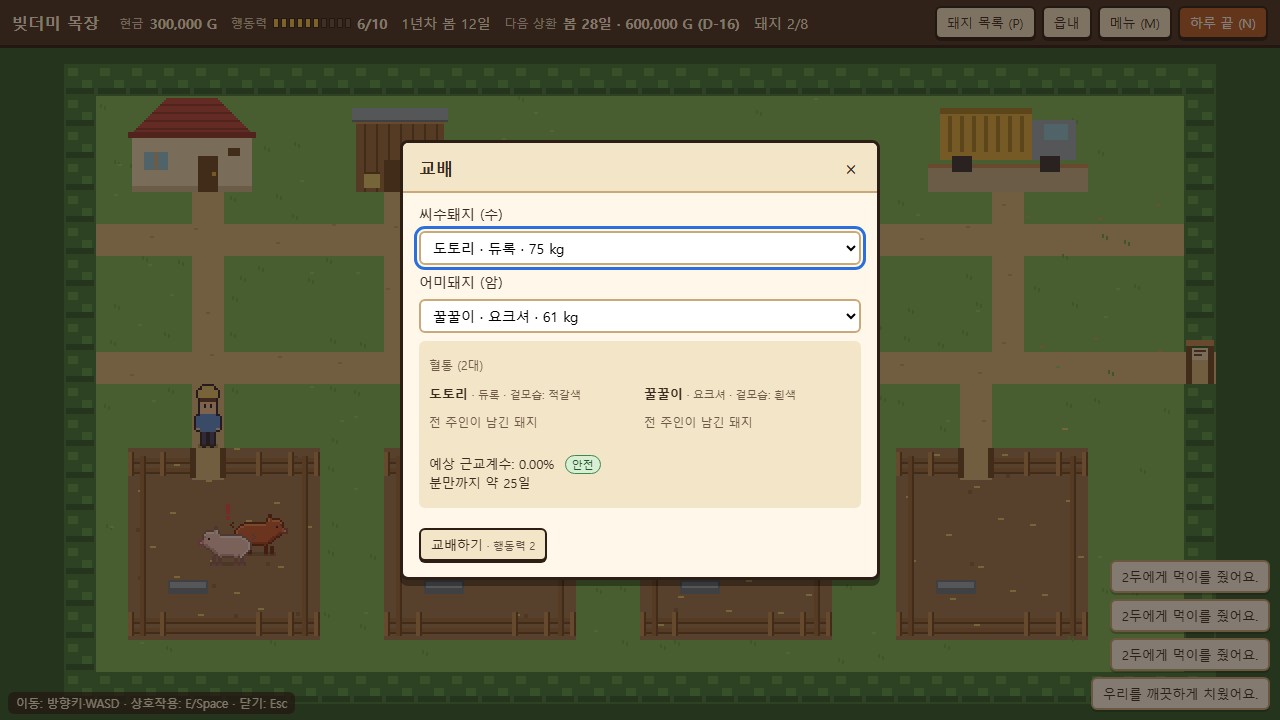 빚더미 목장 현금 300,000 G 행동력 6/10 1년차 봄 12일 다음 상환 봄 28일 · 600,000 G (D-16) 돼지 2/8 돼지 목록 (P) 읍내 메뉴 (M) 하루 끝 (N)
교배 ×
씨수돼지 (수)
도토리 · 듀록 · 75 kg
어미돼지 (암)
꿀꿀이 · 요크셔 · 61 kg
혈통 (2대)
도토리 · 듀록 · 겉모습: 적갈색 꿀꿀이 · 요크셔 · 겉모습: 흰색
전 주인이 남긴 돼지 전 주인이 남긴 돼지
예상 근교계수: 0.00% 안전
분만까지 약 25일
교배하기 · 행동력 2
2두에게 먹이를 줬어요.
2두에게 먹이를 줬어요.
2두에게 먹이를 줬어요.
우리를 깨끗하게 치웠어요.
이동: 방향키·WASD · 상호작용: E/Space · 닫기: Esc